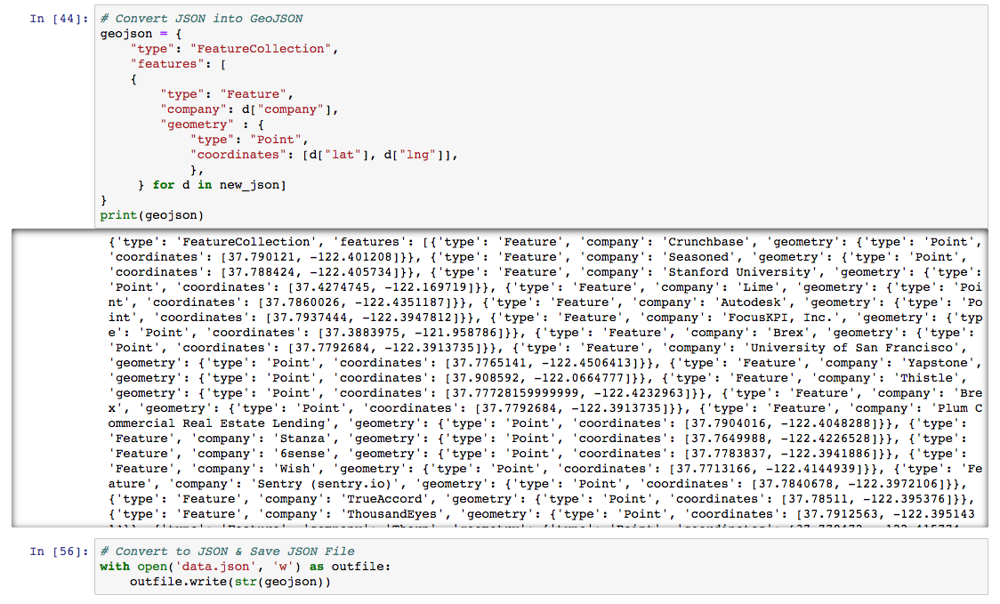 In [44]: # Convert JSON into GeoJSON
geojson = {
    "type": "FeatureCollection",
    "features": [
    {
        "type": "Feature",
        "company": d["company"],
        "geometry" : {
            "type": "Point",
            "coordinates": [d["lat"], d["lng"]],
            },
     } for d in new_json]
}
print(geojson)
{'type': 'FeatureCollection', 'features': [{'type': 'Feature', 'company': 'Crunchbase', 'geometry': {'type': 'Point',
'coordinates': [37.790121, -122.401208]}}, {'type': 'Feature', 'company': 'Seasoned', 'geometry': {'type': 'Point',
'coordinates': [37.788424, -122.405734]}}, {'type': 'Feature', 'company': 'Stanford University', 'geometry': {'type':
'Point', 'coordinates': [37.4274745, -122.169719]}}, {'type': 'Feature', 'company': 'Lime', 'geometry': {'type': 'Poi
nt', 'coordinates': [37.7860026, -122.4351187]}}, {'type': 'Feature', 'company': 'Autodesk', 'geometry': {'type': 'Po
int', 'coordinates': [37.7937444, -122.3947812]}}, {'type': 'Feature', 'company': 'FocusKPI, Inc.', 'geometry': {'typ
e': 'Point', 'coordinates': [37.3883975, -121.958786]}}, {'type': 'Feature', 'company': 'Brex', 'geometry': {'type':
'Point', 'coordinates': [37.7792684, -122.3913735]}}, {'type': 'Feature', 'company': 'University of San Francisco',
'geometry': {'type': 'Point', 'coordinates': [37.7765141, -122.4506413]}}, {'type': 'Feature', 'company': 'Yapstone',
'geometry': {'type': 'Point', 'coordinates': [37.908592, -122.0664777]}}, {'type': 'Feature', 'company': 'Thistle',
'geometry': {'type': 'Point', 'coordinates': [37.77728159999999, -122.4232963]}}, {'type': 'Feature', 'company': 'Bre
x', 'geometry': {'type': 'Point', 'coordinates': [37.7792684, -122.3913735]}}, {'type': 'Feature', 'company': 'Plum C
ommercial Real Estate Lending', 'geometry': {'type': 'Point', 'coordinates': [37.7904016, -122.4048288]}}, {'type':
'Feature', 'company': 'Stanza', 'geometry': {'type': 'Point', 'coordinates': [37.7649988, -122.4226528]}}, {'type':
'Feature', 'company': '6sense', 'geometry': {'type': 'Point', 'coordinates': [37.7783837, -122.3941886]}}, {'type':
'Feature', 'company': 'Wish', 'geometry': {'type': 'Point', 'coordinates': [37.7713166, -122.4144939]}}, {'type': 'Fe
ature', 'company': 'Sentry (sentry.io)', 'geometry': {'type': 'Point', 'coordinates': [37.7840678, -122.3972106]}},
{'type': 'Feature', 'company': 'TrueAccord', 'geometry': {'type': 'Point', 'coordinates': [37.78511, -122.395376]}},
{'type': 'Feature', 'company': 'ThousandEyes', 'geometry': {'type': 'Point', 'coordinates': [37.7912563, -122.395143
In [56]: # Convert to JSON & Save JSON File
with open('data.json', 'w') as outfile:
    outfile.write(str(geojson))